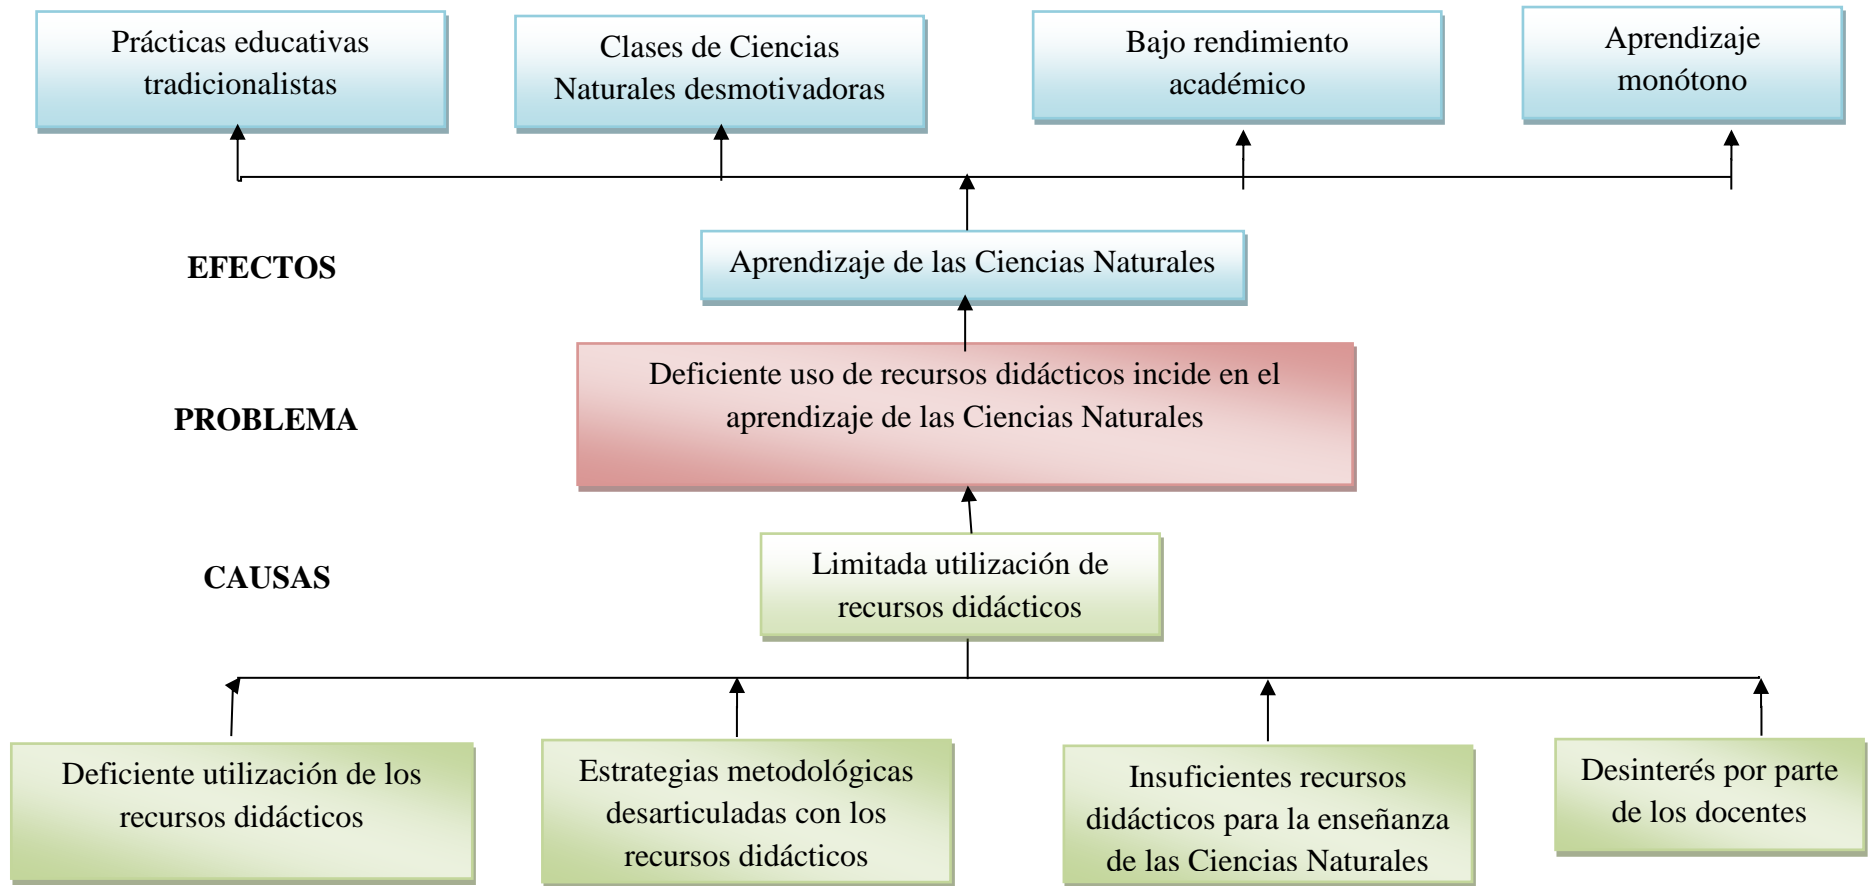 Prácticas educativas
tradicionalistas
Clases de Ciencias
Naturales desmotivadoras
Bajo rendimiento
académico
Aprendizaje
monótono
EFECTOS
Aprendizaje de las Ciencias Naturales
PROBLEMA
Deficiente uso de recursos didácticos incide en el
aprendizaje de las Ciencias Naturales
CAUSAS
Limitada utilización de
recursos didácticos
Deficiente utilización de los
recursos didácticos
Estrategias metodológicas
desarticuladas con los
recursos didácticos
Insuficientes recursos
didácticos para la enseñanza
de las Ciencias Naturales
Desinterés por parte
de los docentes